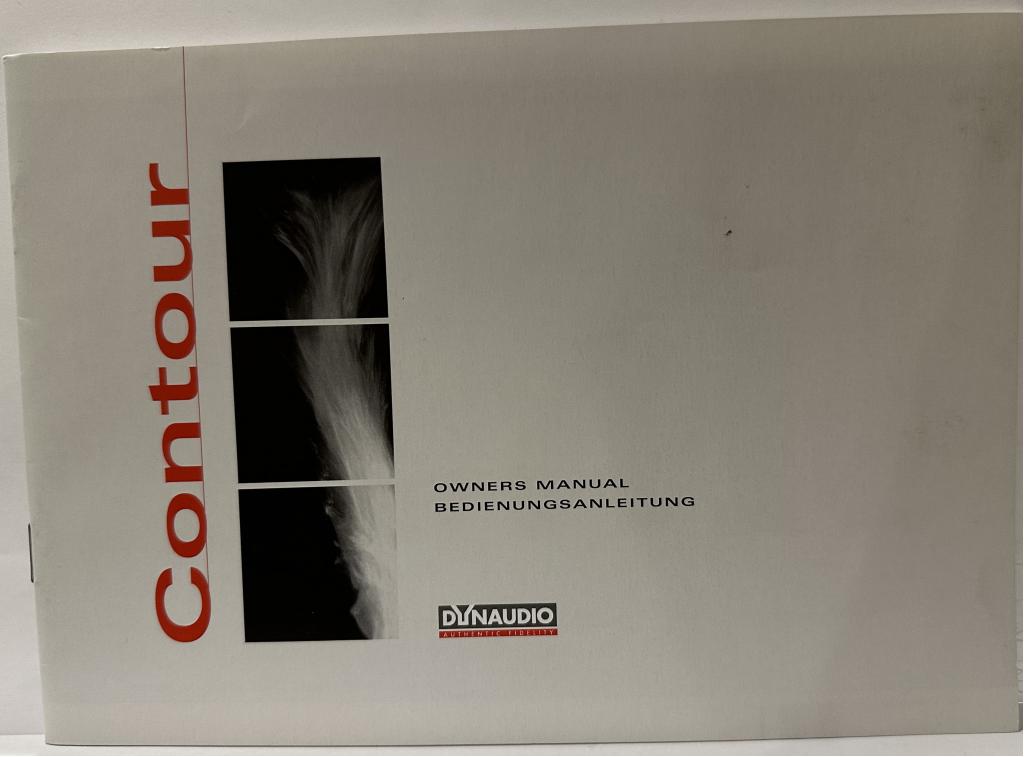 Contour
OWNERS MANUAL
BEDIENUNGSANLEITUNG
DYNAUDIO
AUTHENTIC FIDELITY